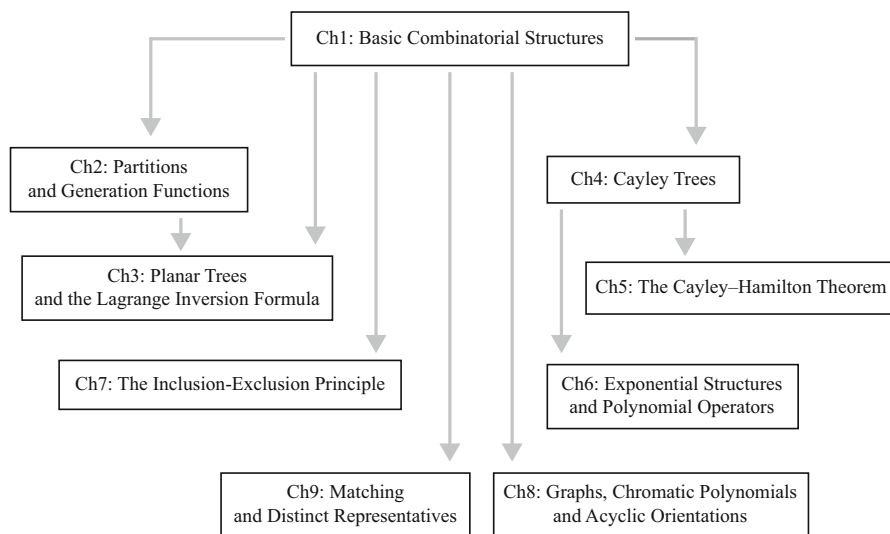 Ch1: Basic Combinatorial Structures
Ch2: Partitions
and Generation Functions
Ch4: Cayley Trees
Ch3: Planar Trees
and the Lagrange Inversion Formula
Ch5: The Cayley–Hamilton Theorem
Ch7: The Inclusion-Exclusion Principle
Ch6: Exponential Structures
and Polynomial Operators
Ch9: Matching
and Distinct Representatives
Ch8: Graphs, Chromatic Polynomials
and Acyclic Orientations